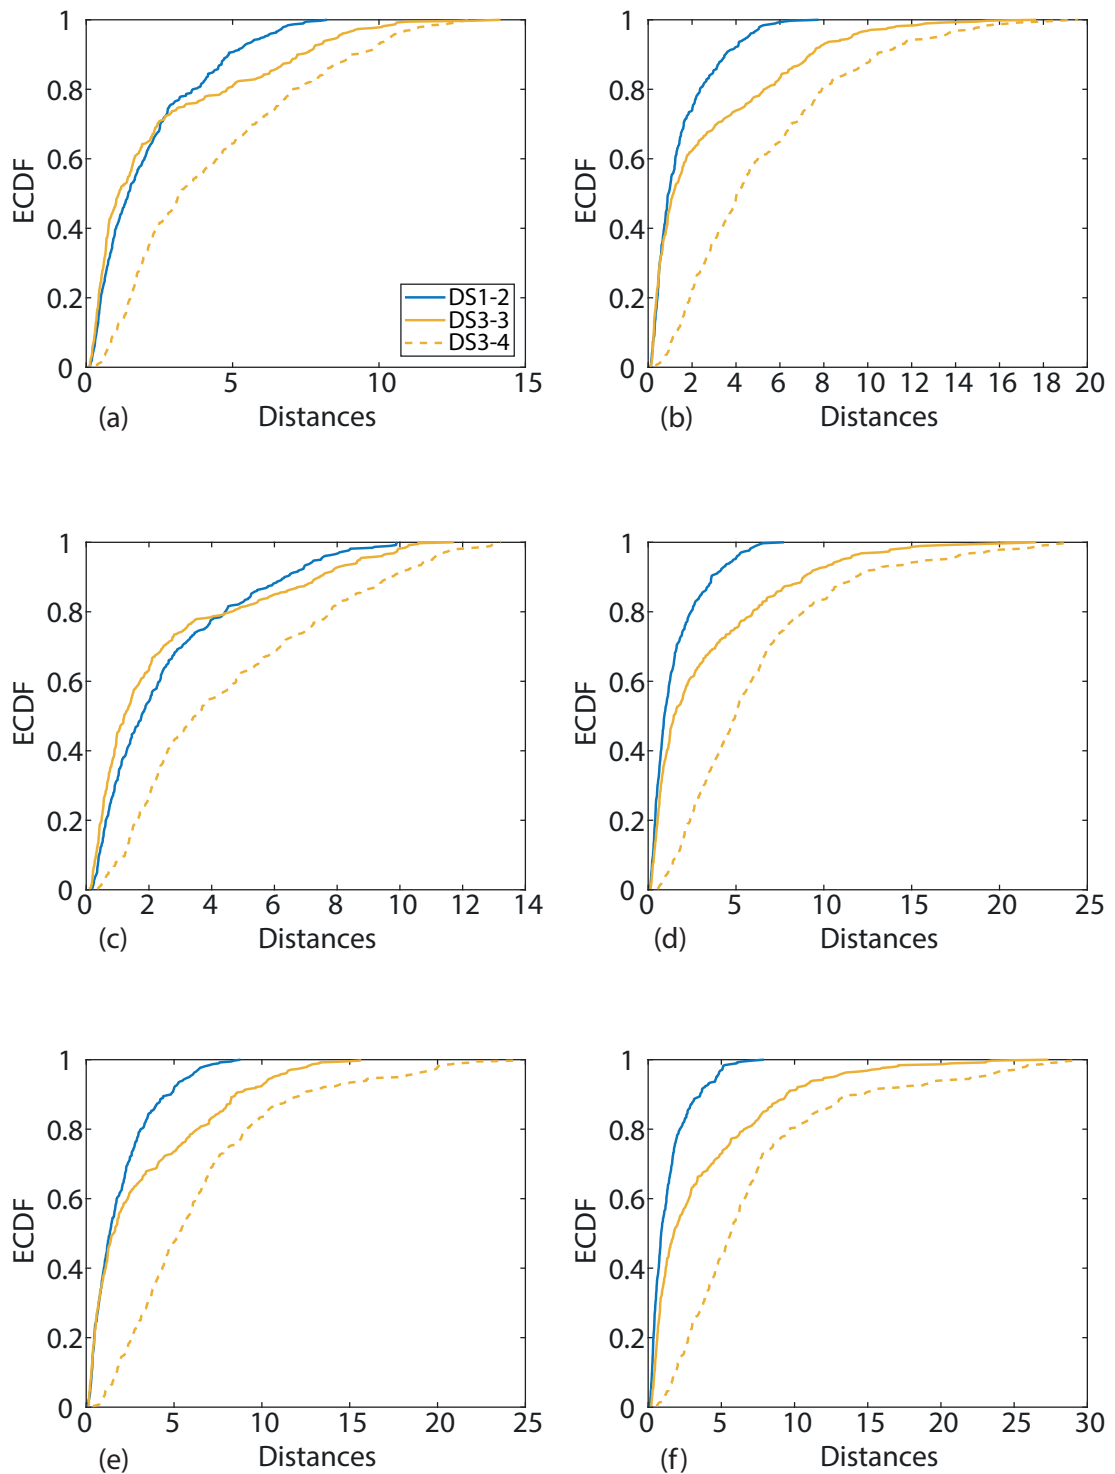 1
0.8
0.6
0.4
0.2
0
ECDF
DS1-2
DS3-3
DS3-4
0 5 10 15
(a) Distances
1
0.8
0.6
0.4
0.2
0
ECDF
0 2 4 6 8 10 12 14 16 18 20
(b) Distances
1
0.8
0.6
0.4
0.2
0
ECDF
0 2 4 6 8 10 12 14
(c) Distances
1
0.8
0.6
0.4
0.2
0
ECDF
0 5 10 15 20 25
(d) Distances
1
0.8
0.6
0.4
0.2
0
ECDF
0 5 10 15 20 25
(e) Distances
1
0.8
0.6
0.4
0.2
0
ECDF
0 5 10 15 20 25 30
(f) Distances